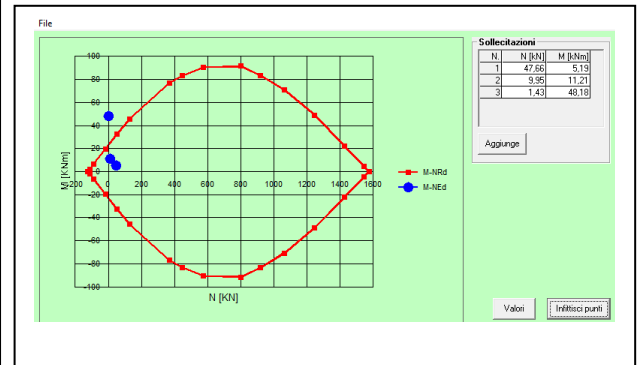 File
Sollecitazioni
N. N [kN] M [kNm]
1 47,66 5,19
2 9,95 11,21
3 1,43 48,18
Aggiunge
100
80
60
40
20
0
-200 0 200 400 600 800 1000 1200 1400 1600
-20
-40
-60
-80
-100
M [KNm]
N [KN]
M-NRd
M-NEd
Valori
Infittisci punti